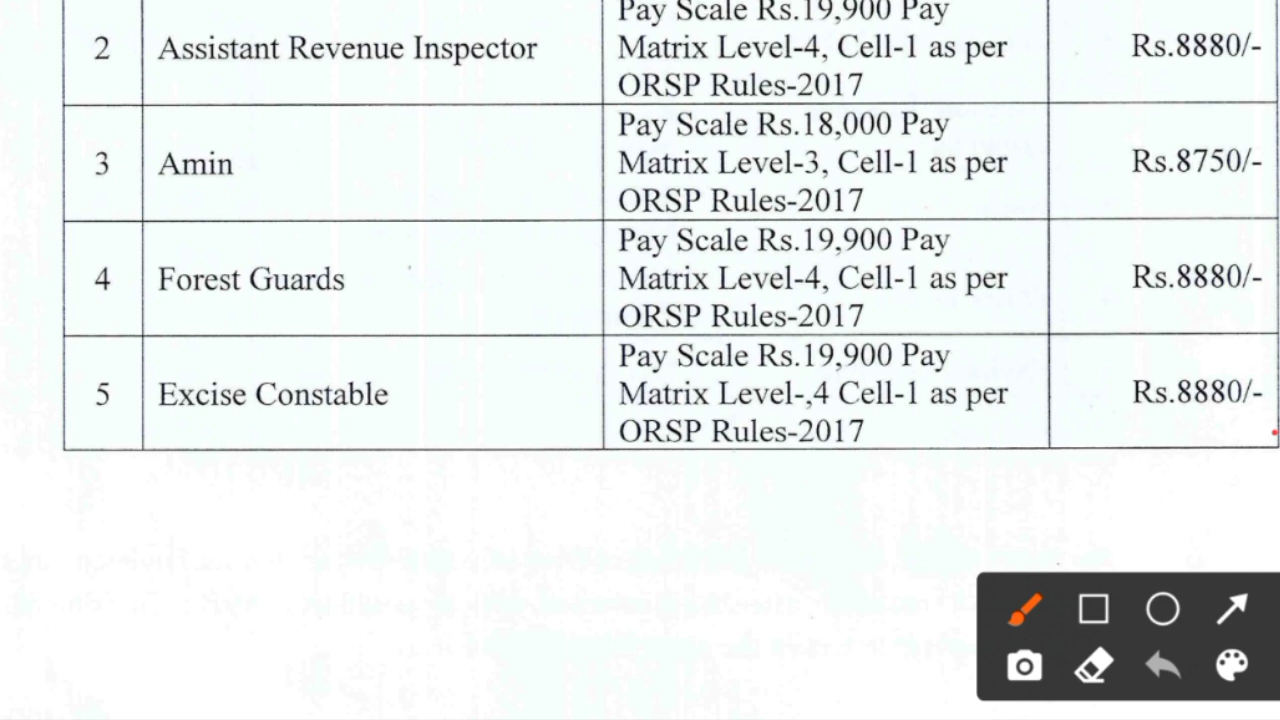 Pay Scale Rs.19,900 Pay
2 Assistant Revenue Inspector Matrix Level-4, Cell-1 as per Rs.8880/-
ORSP Rules-2017
Pay Scale Rs.18,000 Pay
3 Amin Matrix Level-3, Cell-1 as per Rs.8750/-
ORSP Rules-2017
Pay Scale Rs.19,900 Pay
4 Forest Guards Matrix Level-4, Cell-1 as per Rs.8880/-
ORSP Rules-2017
Pay Scale Rs.19,900 Pay
5 Excise Constable Matrix Level-,4 Cell-1 as per Rs.8880/-
ORSP Rules-2017